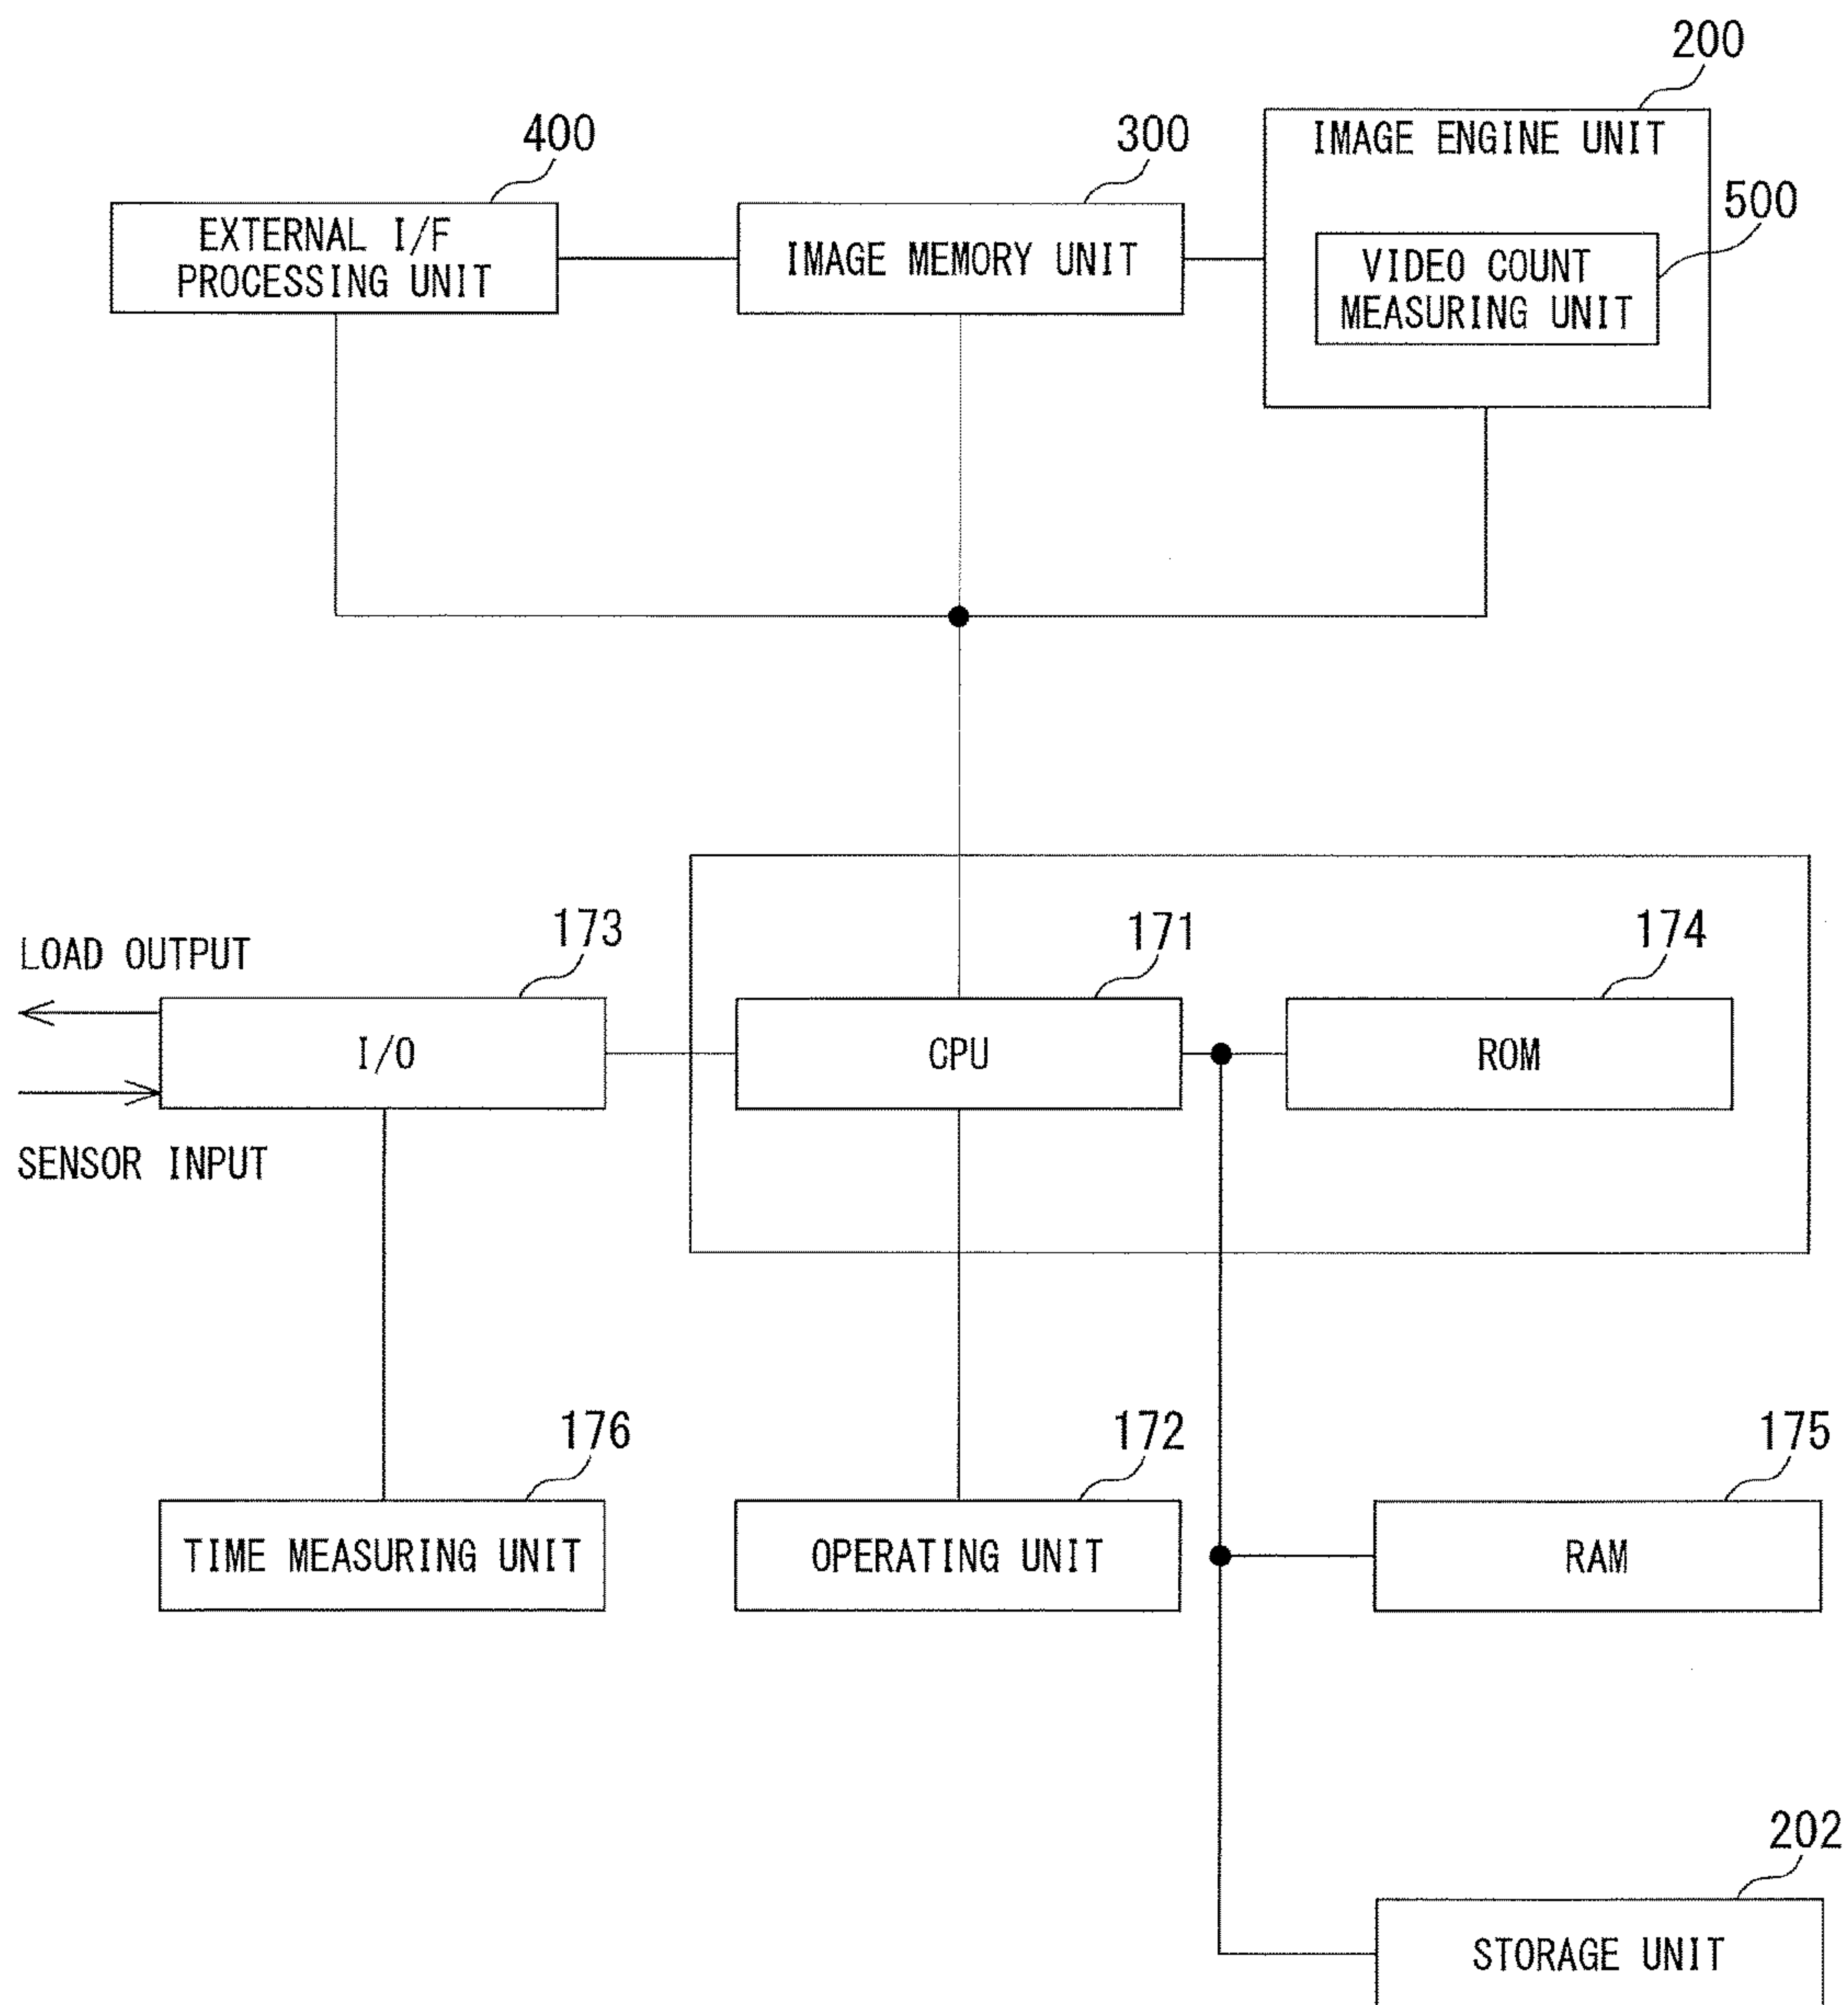 200
IMAGE ENGINE UNIT
400
300
500
EXTERNAL I/F
PROCESSING UNIT
IMAGE MEMORY UNIT
VIDEO COUNT
MEASURING UNIT
LOAD OUTPUT
173
171
174
I/O
CPU
ROM
SENSOR INPUT
176
172
175
TIME MEASURING UNIT
OPERATING UNIT
RAM
202
STORAGE UNIT